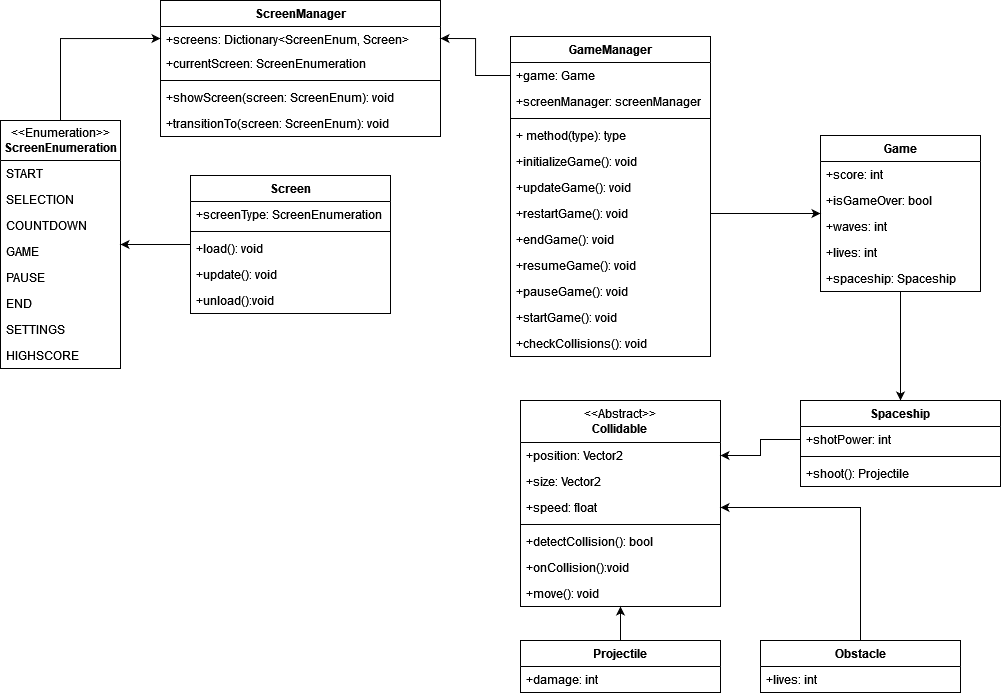 ScreenManager
+screens: Dictionary<ScreenEnum, Screen>
+currentScreen: ScreenEnumeration
+showScreen(screen: ScreenEnum): void
+transitionTo(screen: ScreenEnum): void
GameManager
+game: Game
+screenManager: screenManager
+ method(type): type
+initializeGame(): void
+updateGame(): void
+restartGame(): void
+endGame(): void
+resumeGame(): void
+pauseGame(): void
+startGame(): void
+checkCollisions(): void
<<Enumeration>>
ScreenEnumeration
START
SELECTION
COUNTDOWN
GAME
PAUSE
END
SETTINGS
HIGHSCORE
Screen
+screenType: ScreenEnumeration
+load(): void
+update(): void
+unload():void
Game
+score: int
+isGameOver: bool
+waves: int
+lives: int
+spaceship: Spaceship
<<Abstract>>
Collidable
+position: Vector2
+size: Vector2
+speed: float
+detectCollision(): bool
+onCollision():void
+move(): void
Spaceship
+shotPower: int
+shoot(): Projectile
Projectile
+damage: int
Obstacle
+lives: int